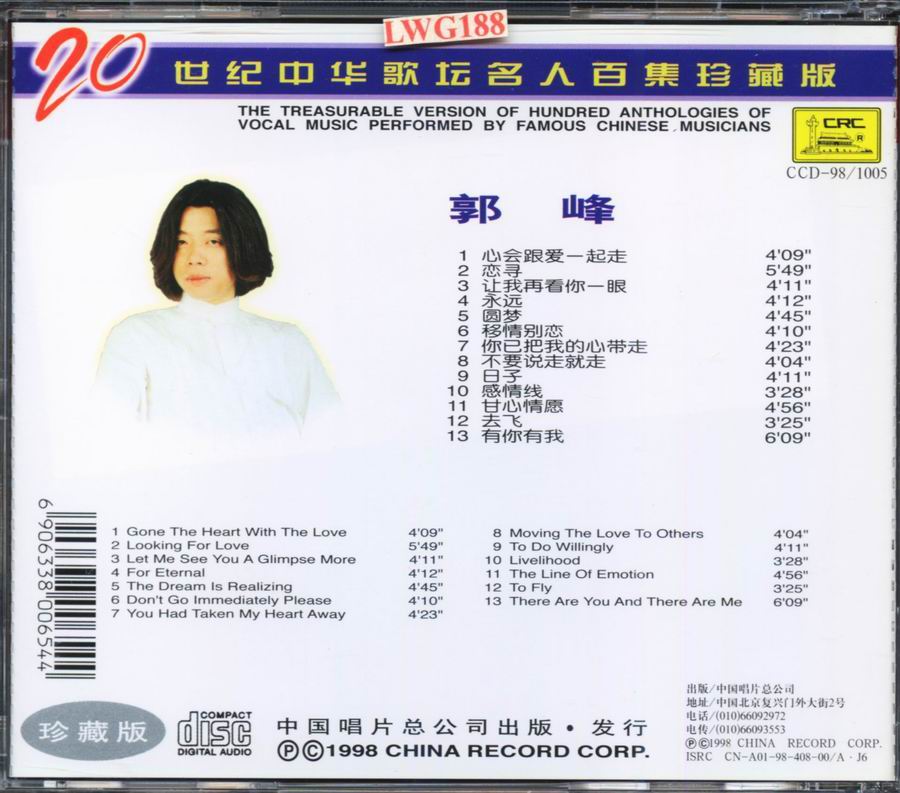 LWG188
20
世纪中华歌坛名人百集珍藏版
THE TREASURABLE VERSION OF HUNDRED ANTHOLOGIES OF
VOCAL MUSIC PERFORMED BY FAMOUS CHINESE MUSICIANS
CRC
®
CCD-98/1005
郭 峰
1 心会跟爱一起走 4'09"
2 恋寻 5'49"
3 让我再看你一眼 4'11"
4 永远 4'12"
5 圆梦 4'45"
6 移情别恋 4'10"
7 你已把我的心带走 4'23"
8 不要说走就走 4'04"
9 日子 4'11"
10 感情线 3'28"
11 甘心情愿 4'56"
12 去飞 3'25"
13 有你有我 6'09"
1 Gone The Heart With The Love 4'09"
2 Looking For Love 5'49"
3 Let Me See You A Glimpse More 4'11"
4 For Eternal 4'12"
5 The Dream Is Realizing 4'45"
6 Don't Go Immediately Please 4'10"
7 You Had Taken My Heart Away 4'23"
8 Moving The Love To Others 4'04"
9 To Do Willingly 4'11"
10 Livelihood 3'28"
11 The Line Of Emotion 4'56"
12 To Fly 3'25"
13 There Are You And There Are Me 6'09"
6 906338 006544
珍藏版
COMPACT
disc
DIGITAL AUDIO
中国唱片总公司出版·发行
ⓟ©1998 CHINA RECORD CORP.
出版/中国唱片总公司
地址/中国北京复兴门外大街2号
电话/(010)66092972
电传/(010)66093553
ⓟ©1998 CHINA RECORD CORP.
ISRC CN-A01-98-408-00/A·J6